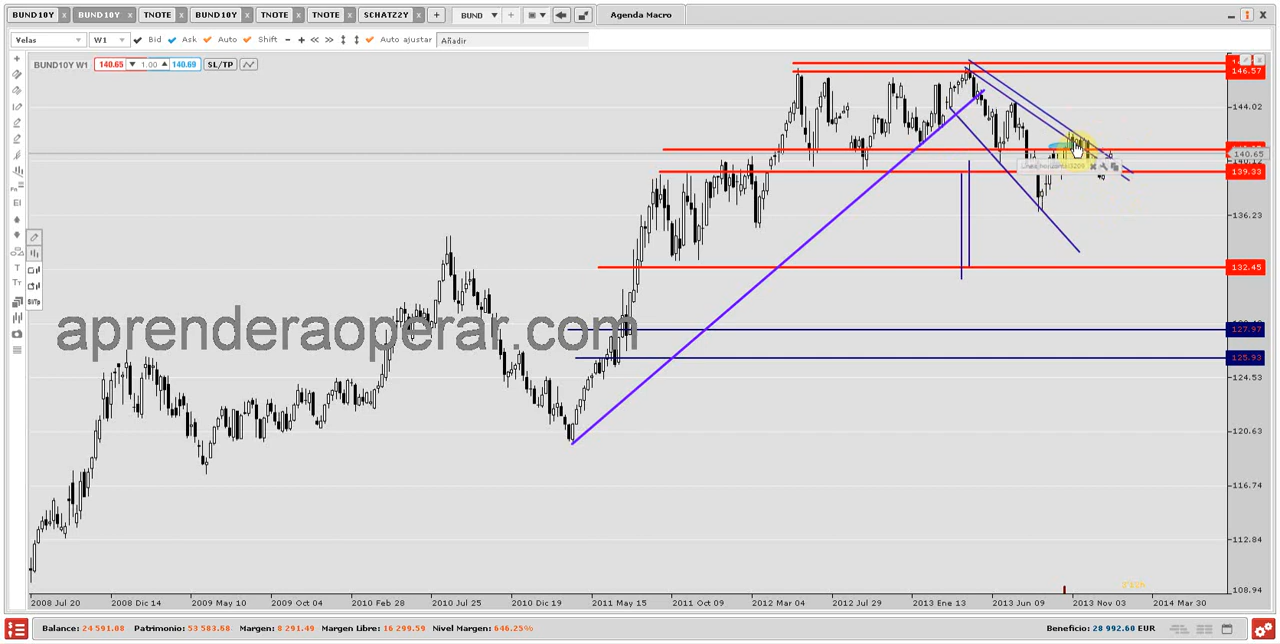 BUND10Y x BUND10Y x TNOTE x BUND10Y x TNOTE x TNOTE x SCHATZ2Y x + BUND ▼ + Agenda Macro
Velas W1 Bid Ask Auto Shift - + << >> Auto ajustar Añadir
BUND10Y W1 140.65 ▼ 1.00 ▲ 140.69 SL/TP
146.57
144.02
140.65
139.33
136.23
132.45
aprenderaoperar.com
127.97
125.93
124.53
120.63
116.74
112.84
108.94
2008 Jul 20 2008 Dic 14 2009 May 10 2009 Oct 04 2010 Feb 28 2010 Jul 25 2010 Dic 19 2011 May 15 2011 Oct 09 2012 Mar 04 2012 Jul 29 2013 Ene 13 2013 Jun 09 2013 Nov 03 2014 Mar 30
Balance: 24 591.08 Patrimonio: 53 583.68 Margen: 8 291.49 Margen Libre: 16 299.59 Nivel Margen: 646.25% Beneficio: 28 992.60 EUR